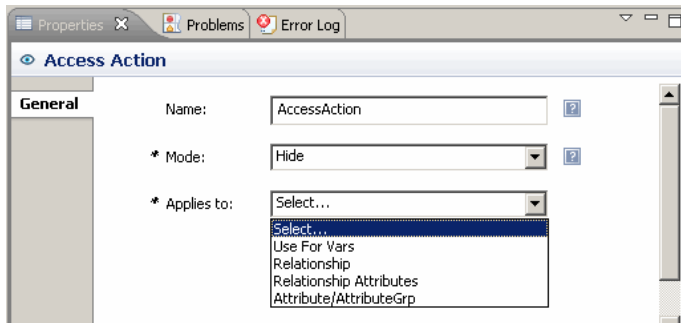 Properties Problems Error Log
Access Action
General
Name: AccessAction ?
* Mode: Hide ?
* Applies to: Select...
Select...
Use For Vars
Relationship
Relationship Attributes
Attribute/AttributeGrp